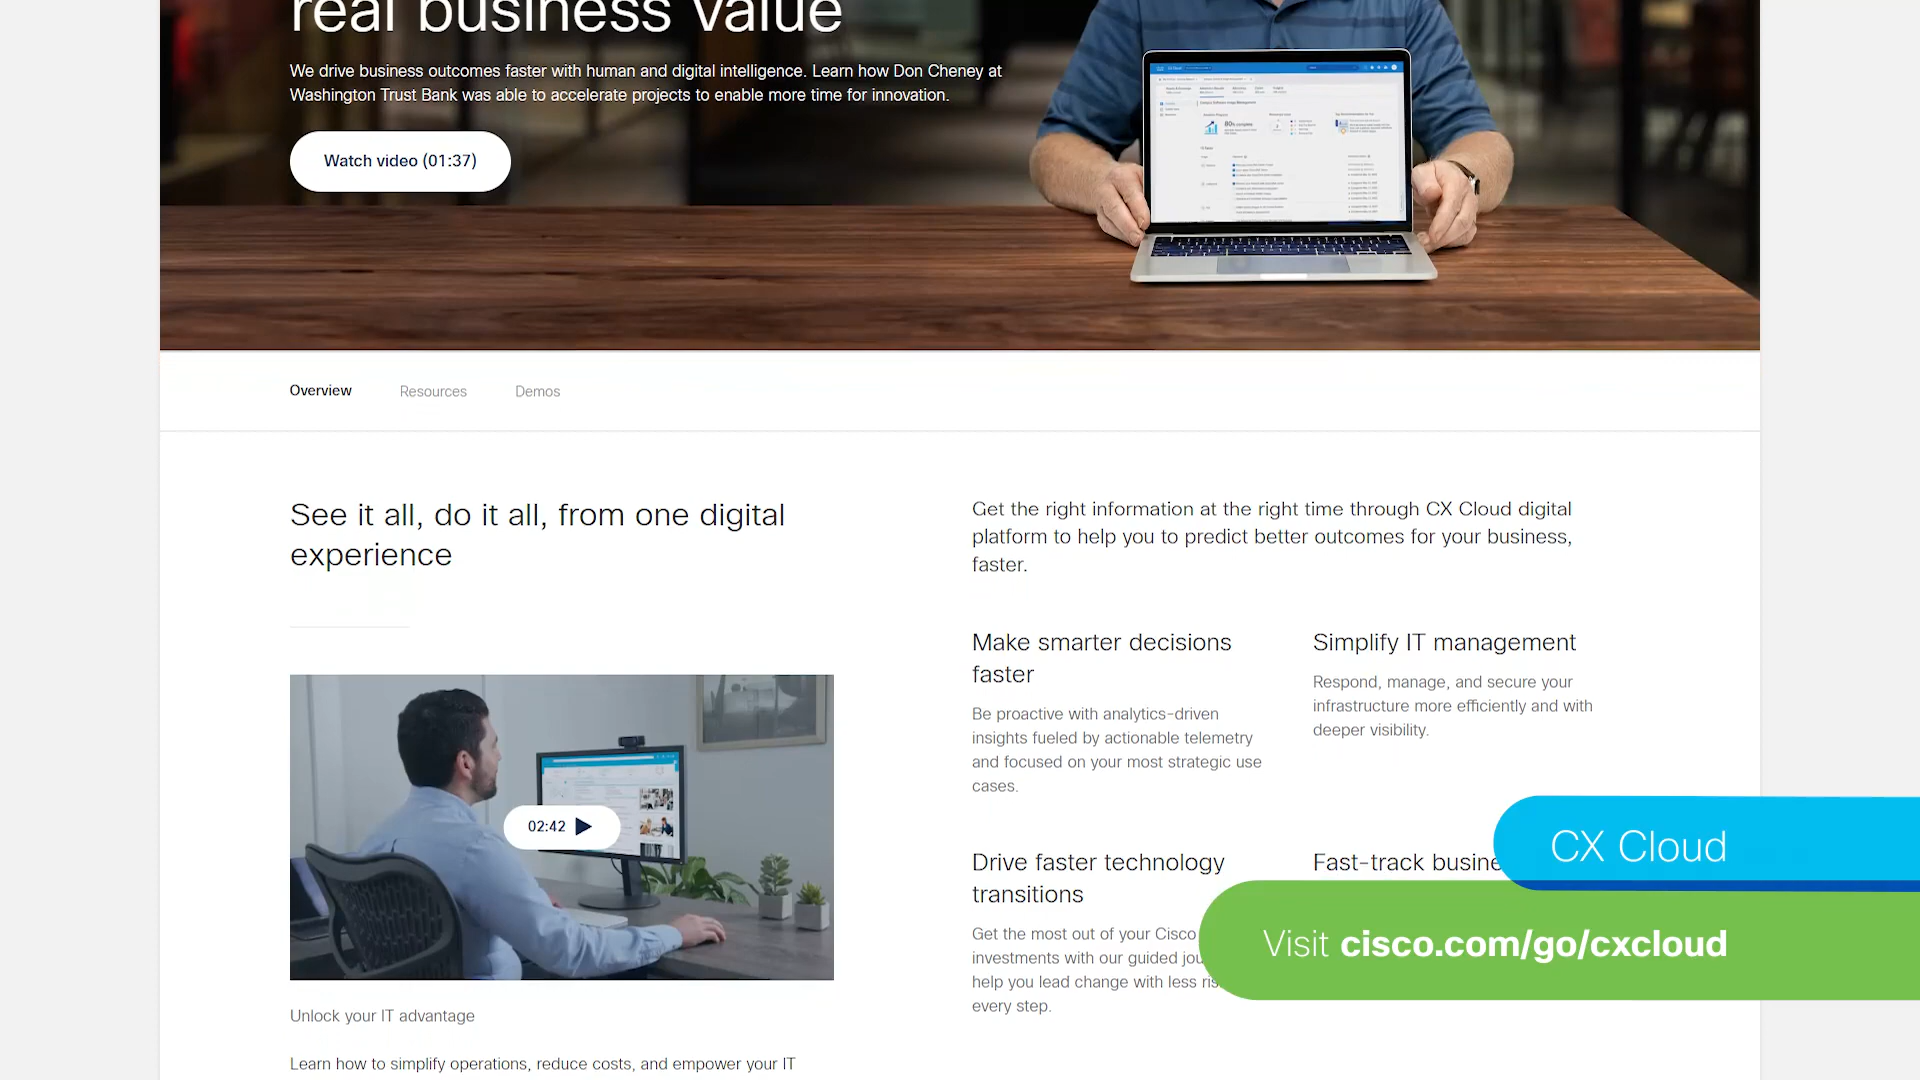 real business value
We drive business outcomes faster with human and digital intelligence. Learn how Don Cheney at
Washington Trust Bank was able to accelerate projects to enable more time for innovation.
Watch video (01:37)
Overview
Resources
Demos
See it all, do it all, from one digital
experience
02:42
Unlock your IT advantage
Learn how to simplify operations, reduce costs, and empower your IT
Get the right information at the right time through CX Cloud digital
platform to help you to predict better outcomes for your business,
faster.
Make smarter decisions
faster
Be proactive with analytics-driven
insights fueled by actionable telemetry
and focused on your most strategic use
cases.
Simplify IT management
Respond, manage, and secure your
infrastructure more efficiently and with
deeper visibility.
Drive faster technology
transitions
Get the most out of your Cisco
investments with our guided
help you lead change with less
every step.
Fast-track
CX Cloud
Visit cisco.com/go/cxcloud